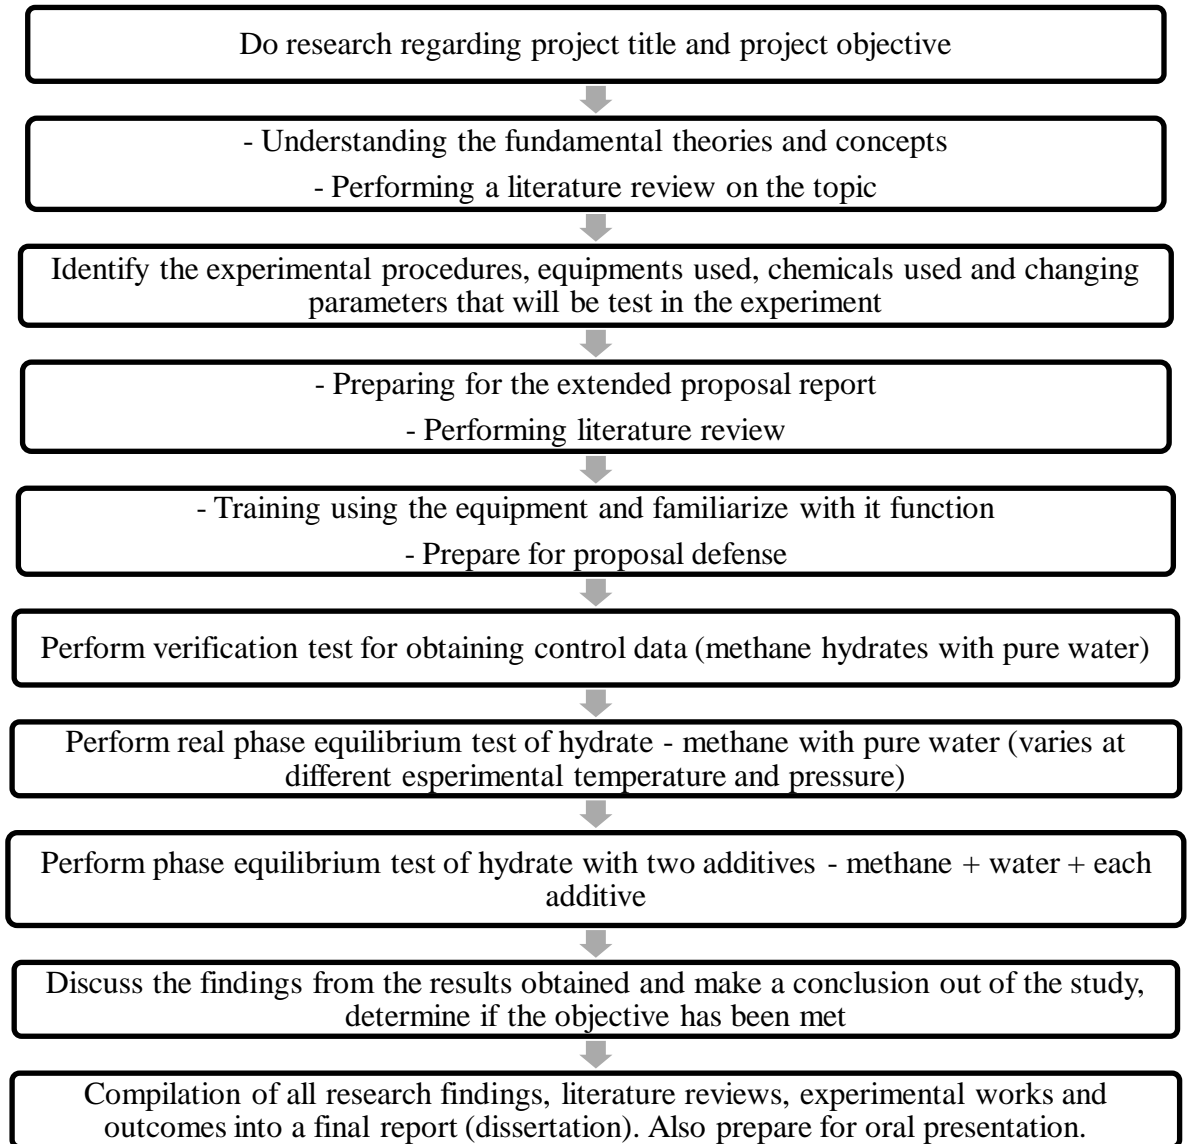 Do research regarding project title and project objective
- Understanding the fundamental theories and concepts
- Performing a literature review on the topic
Identify the experimental procedures, equipments used, chemicals used and changing
parameters that will be test in the experiment
- Preparing for the extended proposal report
- Performing literature review
- Training using the equipment and familiarize with it function
- Prepare for proposal defense
Perform verification test for obtaining control data (methane hydrates with pure water)
Perform real phase equilibrium test of hydrate - methane with pure water (varies at
different esperimental temperature and pressure)
Perform phase equilibrium test of hydrate with two additives - methane + water + each
additive
Discuss the findings from the results obtained and make a conclusion out of the study,
determine if the objective has been met
Compilation of all research findings, literature reviews, experimental works and
outcomes into a final report (dissertation). Also prepare for oral presentation.